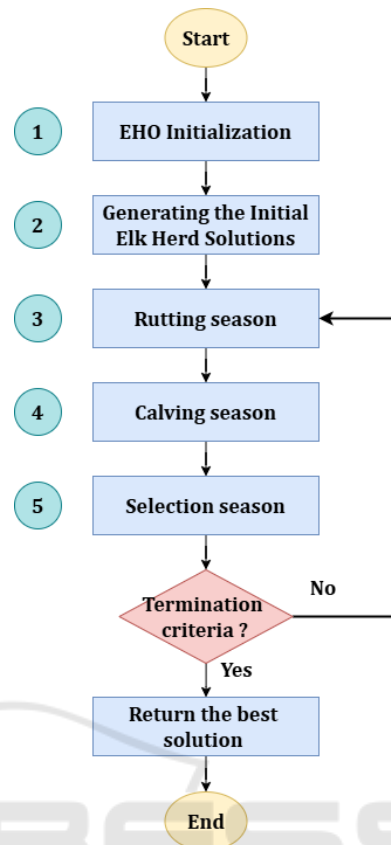 Start
1
EHO Initialization
2
Generating the Initial
Elk Herd Solutions
3
Rutting season
4
Calving season
5
Selection season
Termination
criteria ?
No
Yes
Return the best
solution
End